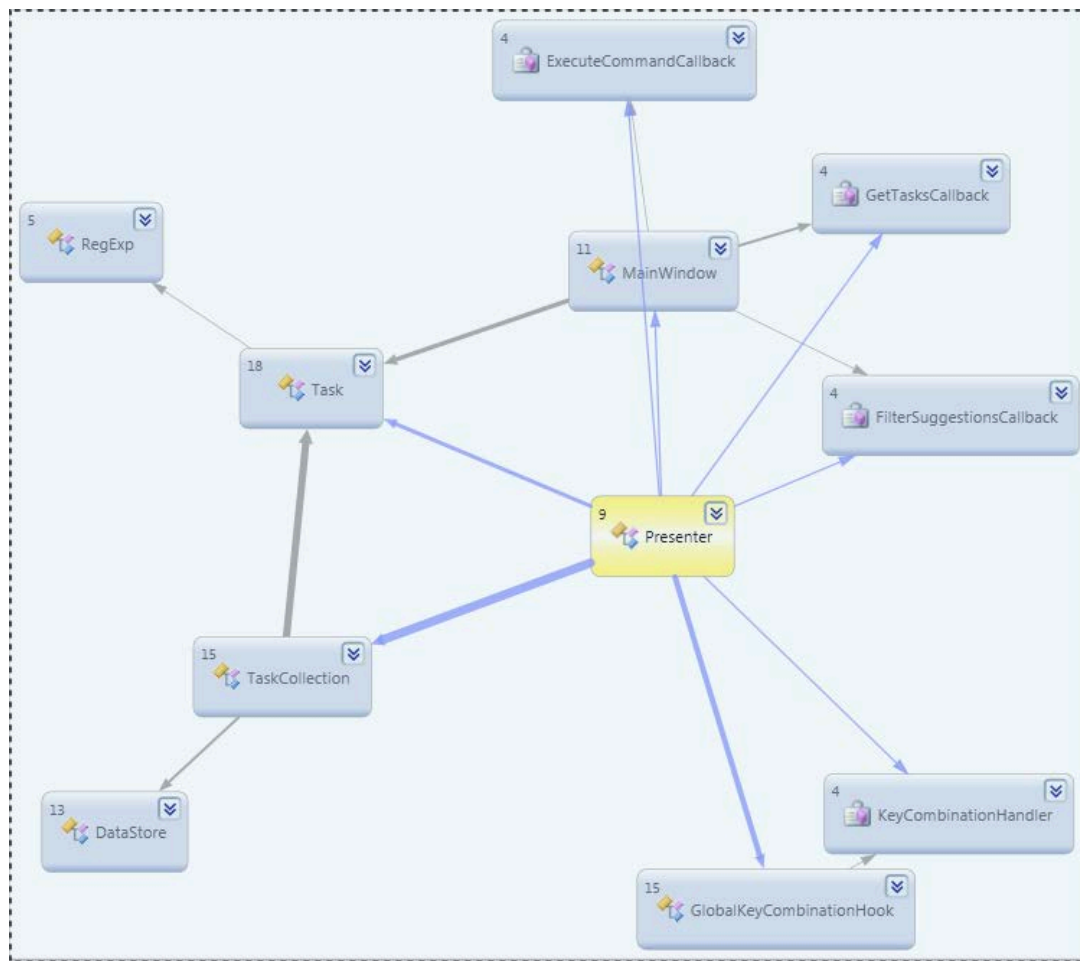 4
ExecuteCommandCallback
4
GetTasksCallback
5
RegExp
11
MainWindow
18
Task
4
FilterSuggestionsCallback
9
Presenter
15
TaskCollection
13
DataStore
4
KeyCombinationHandler
15
GlobalKeyCombinationHook